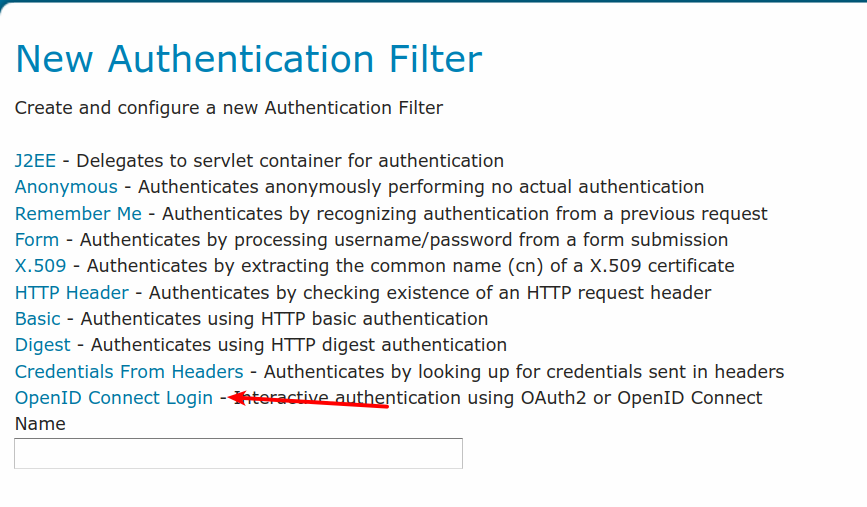 New Authentication Filter
Create and configure a new Authentication Filter
J2EE - Delegates to servlet container for authentication
Anonymous - Authenticates anonymously performing no actual authentication
Remember Me - Authenticates by recognizing authentication from a previous request
Form - Authenticates by processing username/password from a form submission
X.509 - Authenticates by extracting the common name (cn) of a X.509 certificate
HTTP Header - Authenticates by checking existence of an HTTP request header
Basic - Authenticates using HTTP basic authentication
Digest - Authenticates using HTTP digest authentication
Credentials From Headers - Authenticates by looking up for credentials sent in headers
OpenID Connect Login - Interactive authentication using OAuth2 or OpenID Connect
Name